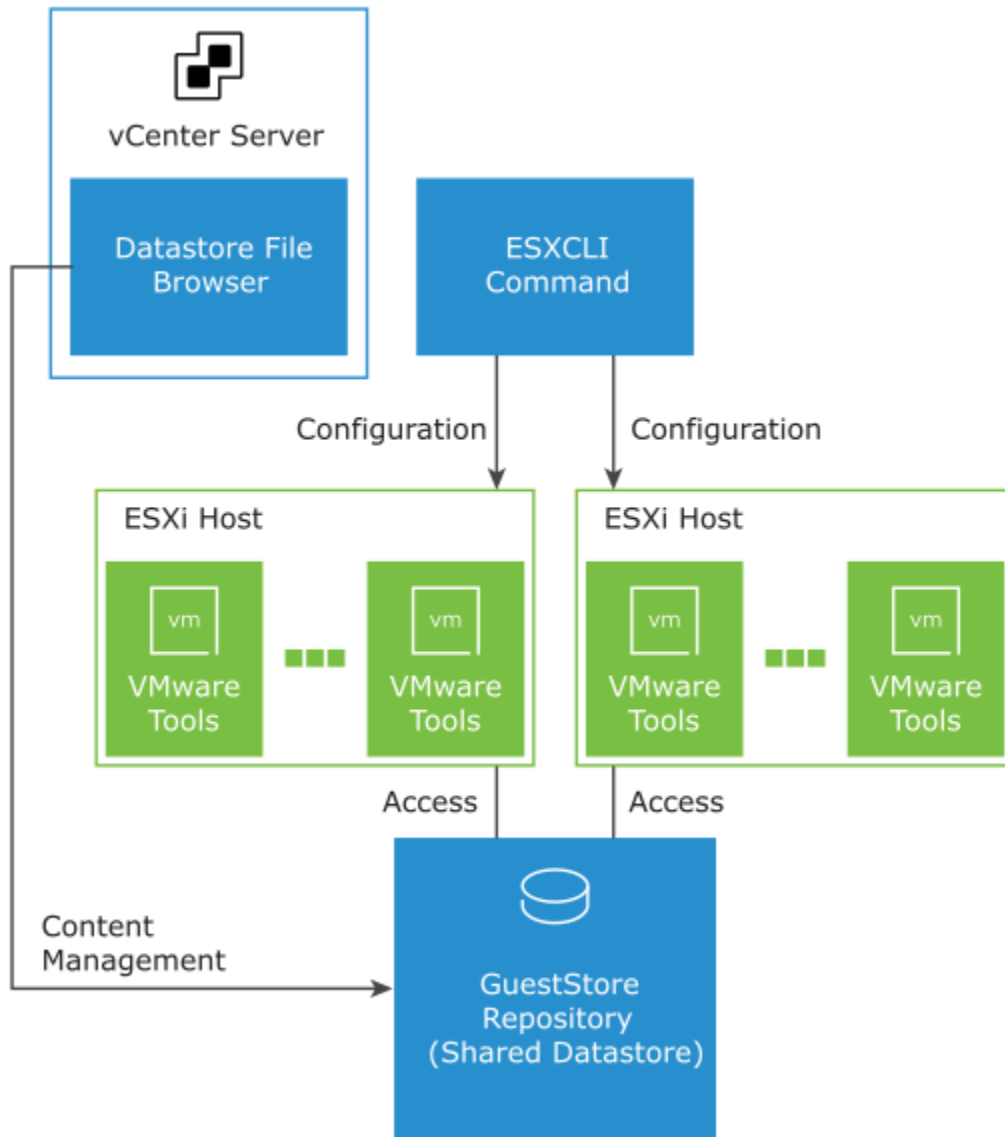 vCenter Server
Datastore File
Browser
ESXCLI
Command
Configuration
Configuration
ESXi Host
vm
VMware
Tools
vm
VMware
Tools
ESXi Host
vm
VMware
Tools
vm
VMware
Tools
Access
Access
Content
Management
GuestStore
Repository
(Shared Datastore)